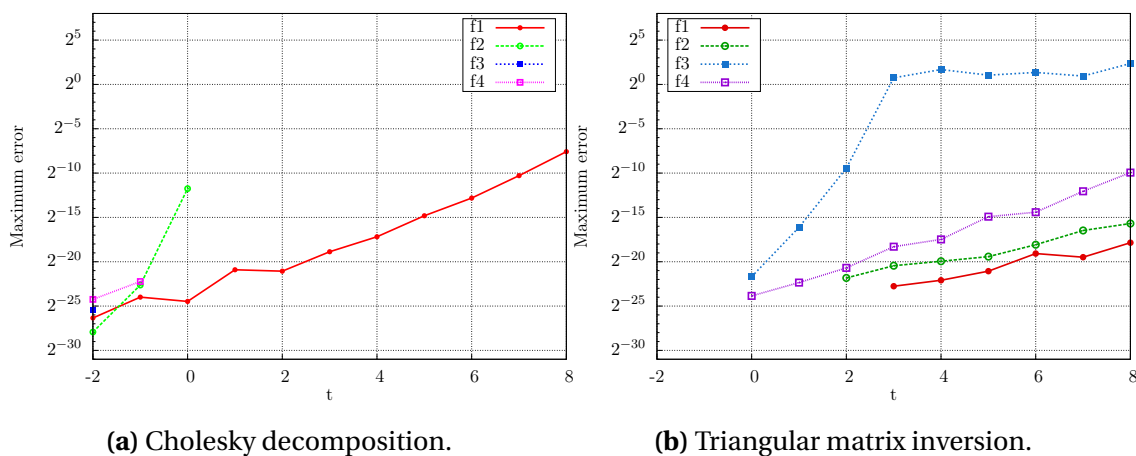 2^5
2^0
2^-5
2^-10
2^-15
2^-20
2^-25
2^-30
Maximum error
-2 0 2 4 6 8
t
f1
f2
f3
f4
(a) Cholesky decomposition.
2^5
2^0
2^-5
2^-10
2^-15
2^-20
2^-25
2^-30
Maximum error
-2 0 2 4 6 8
t
f1
f2
f3
f4
(b) Triangular matrix inversion.